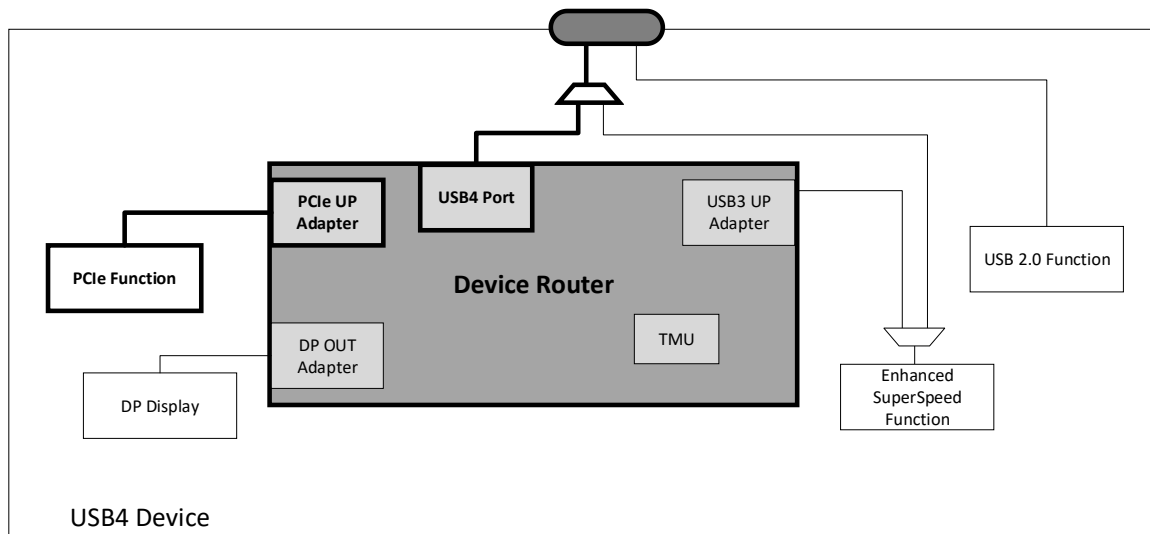 PCIe UP
Adapter
USB4 Port
USB3 UP
Adapter
PCIe Function
USB 2.0 Function
Device Router
DP OUT
Adapter
TMU
DP Display
Enhanced
SuperSpeed
Function
USB4 Device